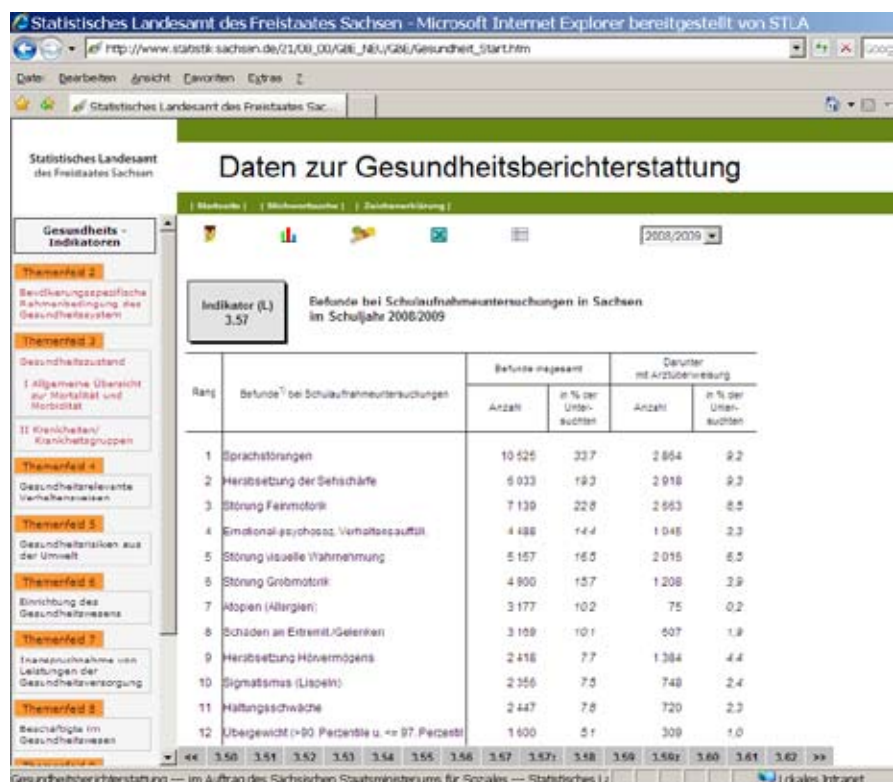 Statistisches Landesamt des Freistaates Sachsen - Microsoft Internet Explorer bereitgestellt von STLA
Datei Bearbeiten Ansicht Favoriten Extras ?
Statistisches Landesamt des Freistaates Sac...
Statistisches Landesamt
des Freistaates Sachsen
Daten zur Gesundheitsberichterstattung
| Startseite | | Stichwortsuche | | Zeichenerklärung |
Gesundheits -
Indikatoren
2008/2009
Themenfeld 2
Bevölkerungsspezifische
Rahmenbedingung des
Gesundheitssystem
Themenfeld 3
Gesundheitszustand
I Allgemeine Übersicht
zur Mortalität und
Morbidität
II Krankheiten/
Krankheitsgruppen
Themenfeld 4
Gesundheitsrelevante
Verhaltensweisen
Themenfeld 5
Gesundheitsrisiken aus
der Umwelt
Themenfeld 6
Einrichtung des
Gesundheitswesens
Themenfeld 7
Inanspruchnahme von
Leistungen der
Gesundheitsversorgung
Themenfeld 8
Beschäftigte im
Gesundheitswesen
Indikator (L)
3.57
Befunde bei Schulaufnahmeuntersuchungen in Sachsen
im Schuljahr 2008/2009
Rang Befunde bei Schulaufnahmeuntersuchungen Befunde insgesamt Darunter
mit Arztüberweisung
Anzahl in % der
Unter-
suchten Anzahl in % der
Unter-
suchten
1 Sprachstörungen 10 525 33.7 2 864 9.2
2 Herabsetzung der Sehschärfe 6 033 19.3 2 918 9.3
3 Störung Feinmotorik 7 139 22.8 2 663 8.5
4 Emotional-psychosoz. Verhaltensauffäll. 4 488 14.4 1 045 3.3
5 Störung visuelle Wahrnehmung 5 157 16.5 2 016 6.5
6 Störung Grobmotorik 4 900 15.7 1 208 3.9
7 Atopien (Allergien) 3 177 10.2 75 0.2
8 Schäden an Extremit./Gelenken 3 169 10.1 607 1.9
9 Herabsetzung Hörvermögens 2 418 7.7 1 384 4.4
10 Sigmatismus (Lispeln) 2 356 7.5 748 2.4
11 Haltungsschwäche 2 447 7.8 720 2.3
12 Übergewicht (>90. Percentile u. <= 97. Percentil 1 600 5.1 309 1.0
<< 3.50 3.51 3.52 3.53 3.54 3.55 3.56 3.57 3.57r 3.58 3.59 3.59r 3.60 3.61 3.62 >>
Gesundheitsberichterstattung --- im Auftrag des Sächsischen Staatsministeriums für Soziales --- Statistisches La Lokales Intranet